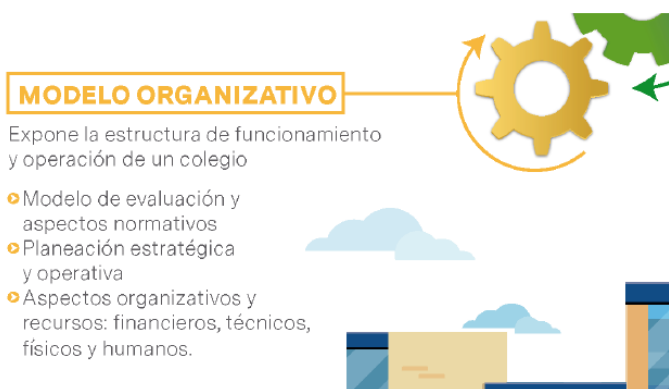 MODELO ORGANIZATIVO
Expone la estructura de funcionamiento
y operación de un colegio
Modelo de evaluación y
aspectos normativos
Planeación estratégica
y operativa
Aspectos organizativos y
recursos: financieros, técnicos,
físicos y humanos.